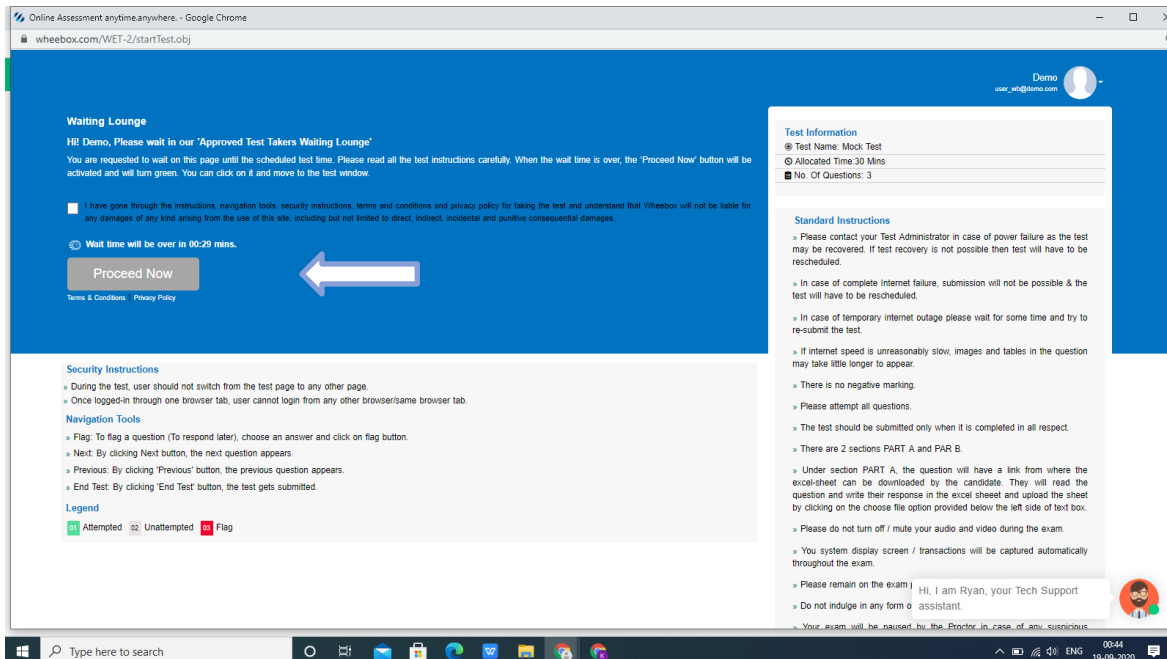 Online Assessment anytime.anywhere. - Google Chrome
wheebox.com/WET-2/startTest.obj
Demo
user_wb@demo.com
Waiting Lounge
Hi! Demo, Please wait in our 'Approved Test Takers Waiting Lounge'
You are requested to wait on this page until the scheduled test time. Please read all the test instructions carefully. When the wait time is over, the 'Proceed Now' button will be
activated and will turn green. You can click on it and move to the test window.
I have gone through the instructions, navigation tools, security instructions, terms and conditions and privacy policy for taking the test and understand that Wheebox will not be liable for
any damages of any kind arising from the use of this site, including but not limited to direct, indirect, incidental and punitive consequential damages.
Wait time will be over in 00:29 mins.
Proceed Now
Terms & Conditions | Privacy Policy
Security Instructions
» During the test, user should not switch from the test page to any other page.
» Once logged-in through one browser tab, user cannot login from any other browser/same browser tab.
Navigation Tools
» Flag: To flag a question (To respond later), choose an answer and click on flag button.
» Next: By clicking Next button, the next question appears.
» Previous: By clicking 'Previous' button, the previous question appears.
» End Test: By clicking 'End Test' button, the test gets submitted.
Legend
01 Attempted 02 Unattempted 03 Flag
Test Information
Test Name: Mock Test
Allocated Time:30 Mins
No. Of Questions: 3
Standard Instructions
» Please contact your Test Administrator in case of power failure as the test
may be recovered. If test recovery is not possible then test will have to be
rescheduled.
» In case of complete Internet failure, submission will not be possible & the
test will have to be rescheduled.
» In case of temporary internet outage please wait for some time and try to
re-submit the test.
» If internet speed is unreasonably slow, images and tables in the question
may take little longer to appear.
» There is no negative marking.
» Please attempt all questions.
» The test should be submitted only when it is completed in all respect.
» There are 2 sections PART A and PAR B.
» Under section PART A, the question will have a link from where the
excel-sheet can be downloaded by the candidate. They will read the
question and write their response in the excel sheeet and upload the sheet
by clicking on the choose file option provided below the left side of text box.
» Please do not turn off / mute your audio and video during the exam.
» You system display screen / transactions will be captured automatically
throughout the exam.
» Please remain on the exam
» Do not indulge in any form
» Your exam will be paused by the Proctor in case of any suspicious
Hi, I am Ryan, your Tech Support
assistant.
Type here to search
ENG
00:44
19-09-2020